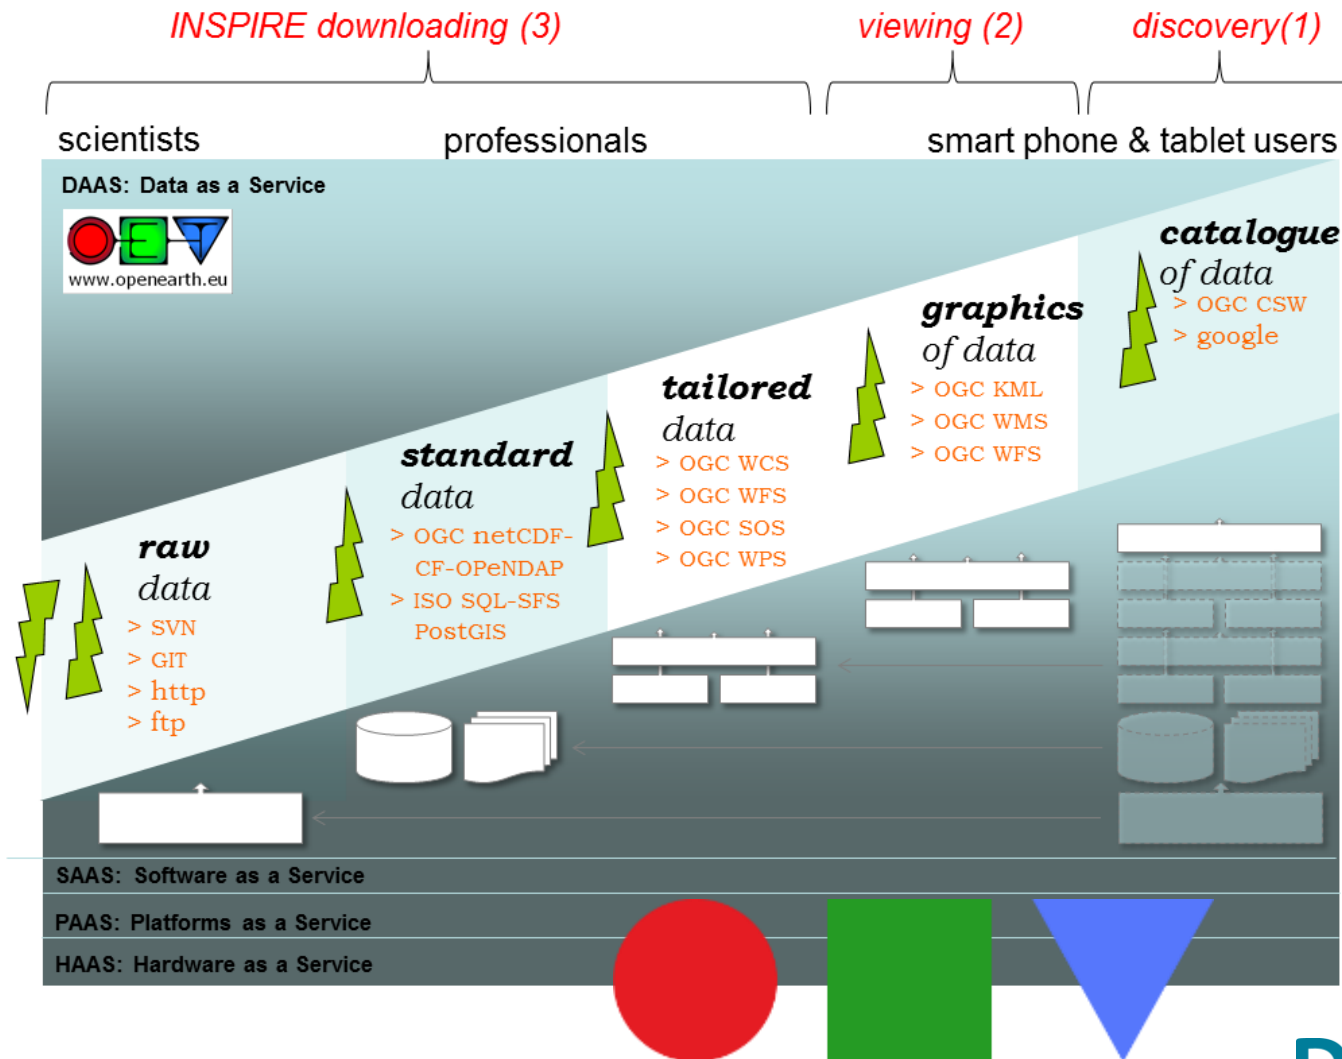 INSPIRE downloading (3)
viewing (2)
discovery(1)
scientists
professionals
smart phone & tablet users
DAAS: Data as a Service
www.openearth.eu
catalogue
of data
> OGC CSW
> google
graphics
of data
> OGC KML
> OGC WMS
> OGC WFS
tailored
data
> OGC WCS
> OGC WFS
> OGC SOS
> OGC WPS
standard
data
> OGC netCDF-
CF-OPeNDAP
> ISO SQL-SFS
PostGIS
raw
data
> SVN
> GIT
> http
> ftp
SAAS: Software as a Service
PAAS: Platforms as a Service
HAAS: Hardware as a Service